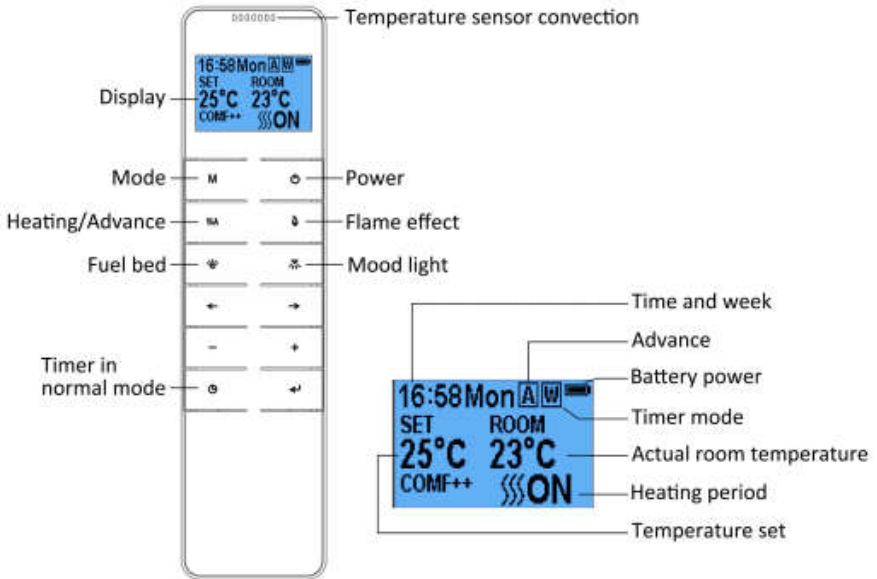 Temperature sensor convection
16:58Mon A W
SET ROOM
25°C 23°C
COMF++ ON
Display
Mode
M
Power
Heating/Advance
Flame effect
Fuel bed
Mood light
← →
- +
Timer in
normal mode
Time and week
Advance
Battery power
16:58Mon A W
Timer mode
SET ROOM
25°C 23°C
Actual room temperature
COMF++ ON
Heating period
Temperature set